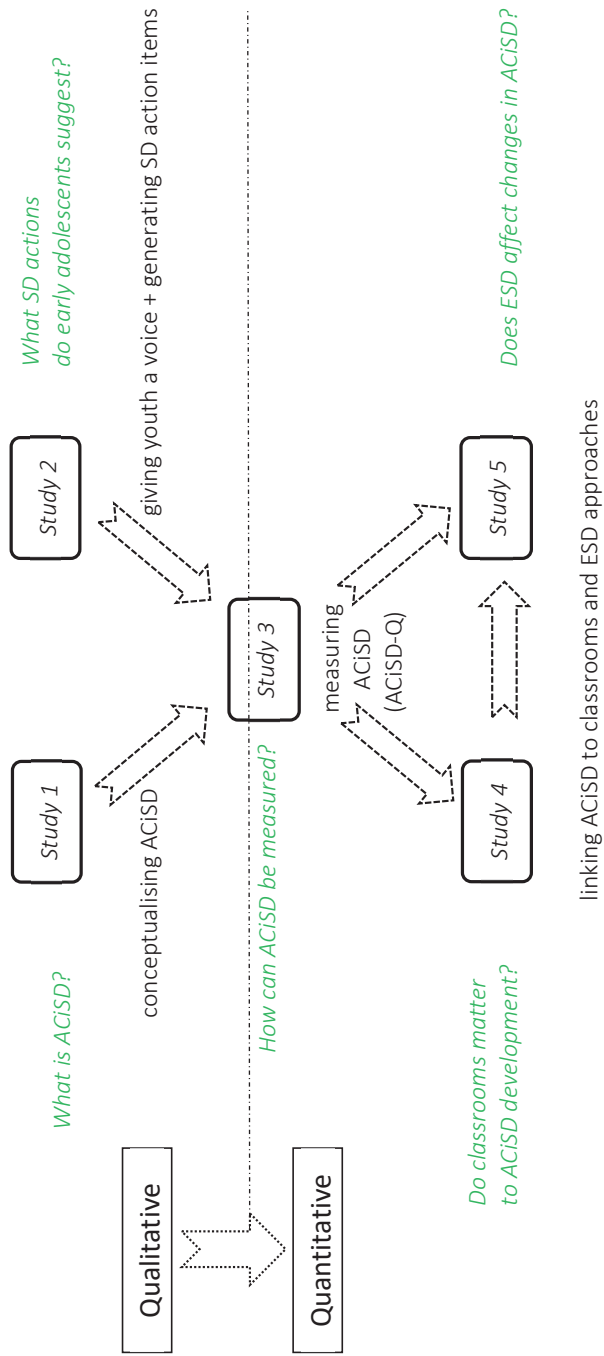 What is ACiSD?
Study 1
Study 2
What SD actions
do early adolescents suggest?
Qualitative
conceptualising ACiSD
giving youth a voice + generating SD action items
How can ACiSD be measured?
Study 3
Quantitative
measuring
ACiSD
(ACiSD-Q)
Do classrooms matter
to ACiSD development?
Study 4
Study 5
Does ESD affect changes in ACiSD?
linking ACiSD to classrooms and ESD approaches